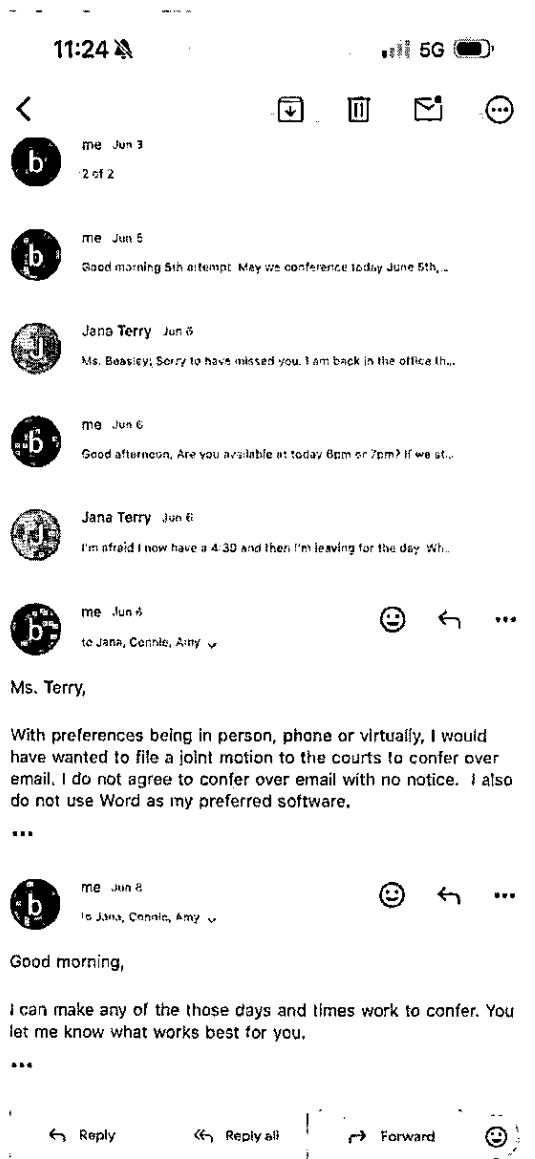 11:24 5G
b me Jun 3
2 of 2
b me Jun 5
Good morning 5th attempt May we conference today June 5th,...
J Jana Terry Jun 6
Ms. Beasley; Sorry to have missed you. I am back in the office th...
b me Jun 6
Good afternoon, Are you available at today 6pm or 7pm? If we st...
J Jana Terry Jun 6
I'm afraid I now have a 4:30 and then I'm leaving for the day. Wh..
b me Jun 6
to Jana, Connie, Amy
Ms. Terry,
With preferences being in person, phone or virtually, I would
have wanted to file a joint motion to the courts to confer over
email. I do not agree to confer over email with no notice. I also
do not use Word as my preferred software.
...
b me Jun 8
to Jana, Connie, Amy
Good morning,
I can make any of the those days and times work to confer. You
let me know what works best for you.
...
Reply Reply all Forward